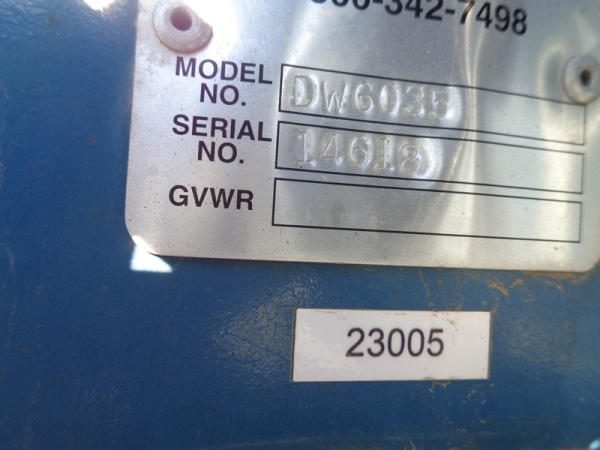 342-7498
MODEL NO. DW6035
SERIAL NO. 14618
GVWR
23005